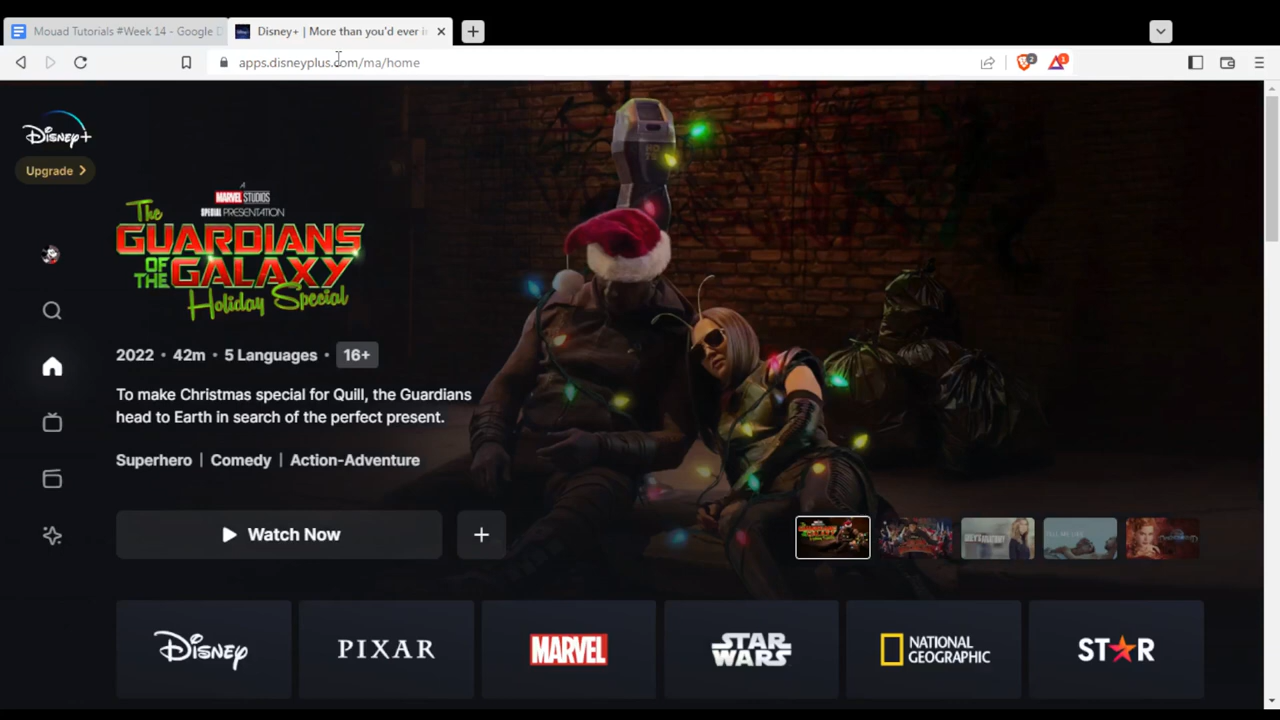 Mouad Tutorials #Week 14 - Google D
Disney+ | More than you'd ever i
apps.disneyplus.com/ma/home
2
1
Disney+
Upgrade
MARVEL STUDIOS
SPECIAL PRESENTATION
The
GUARDIANS
OF THE GALAXY
Holiday Special
2022 • 42m • 5 Languages • 16+
To make Christmas special for Quill, the Guardians
head to Earth in search of the perfect present.
Superhero | Comedy | Action-Adventure
Watch Now
Disney
PIXAR
MARVEL
STAR
WARS
NATIONAL
GEOGRAPHIC
STAR